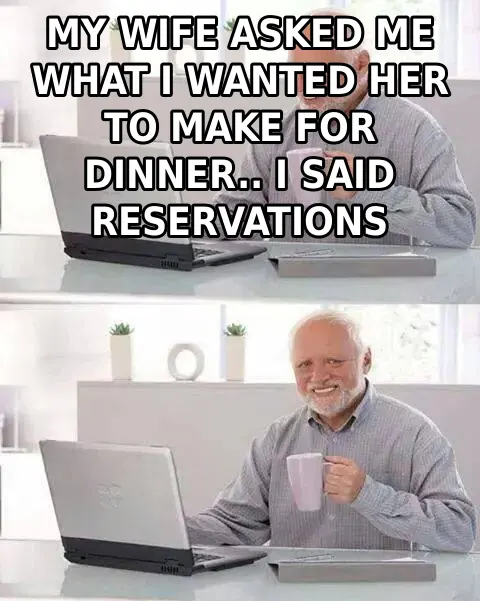 MY WIFE ASKED ME
WHAT I WANTED HER
TO MAKE FOR
DINNER.. I SAID
RESERVATIONS